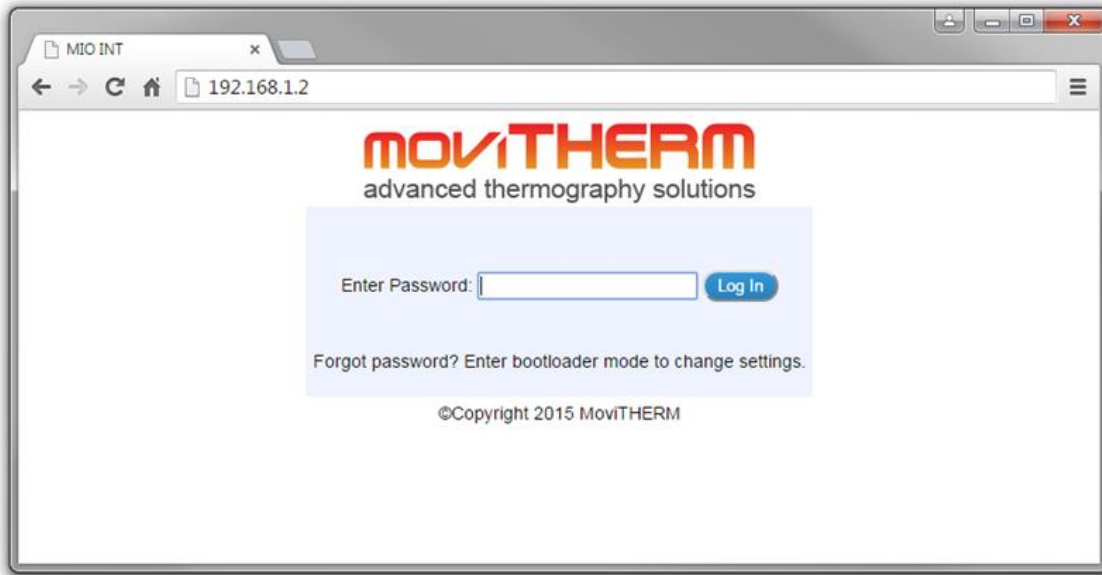 MIO INT
192.168.1.2
moviTHERM
advanced thermography solutions
Enter Password: Log In
Forgot password? Enter bootloader mode to change settings.
©Copyright 2015 MoviTHERM